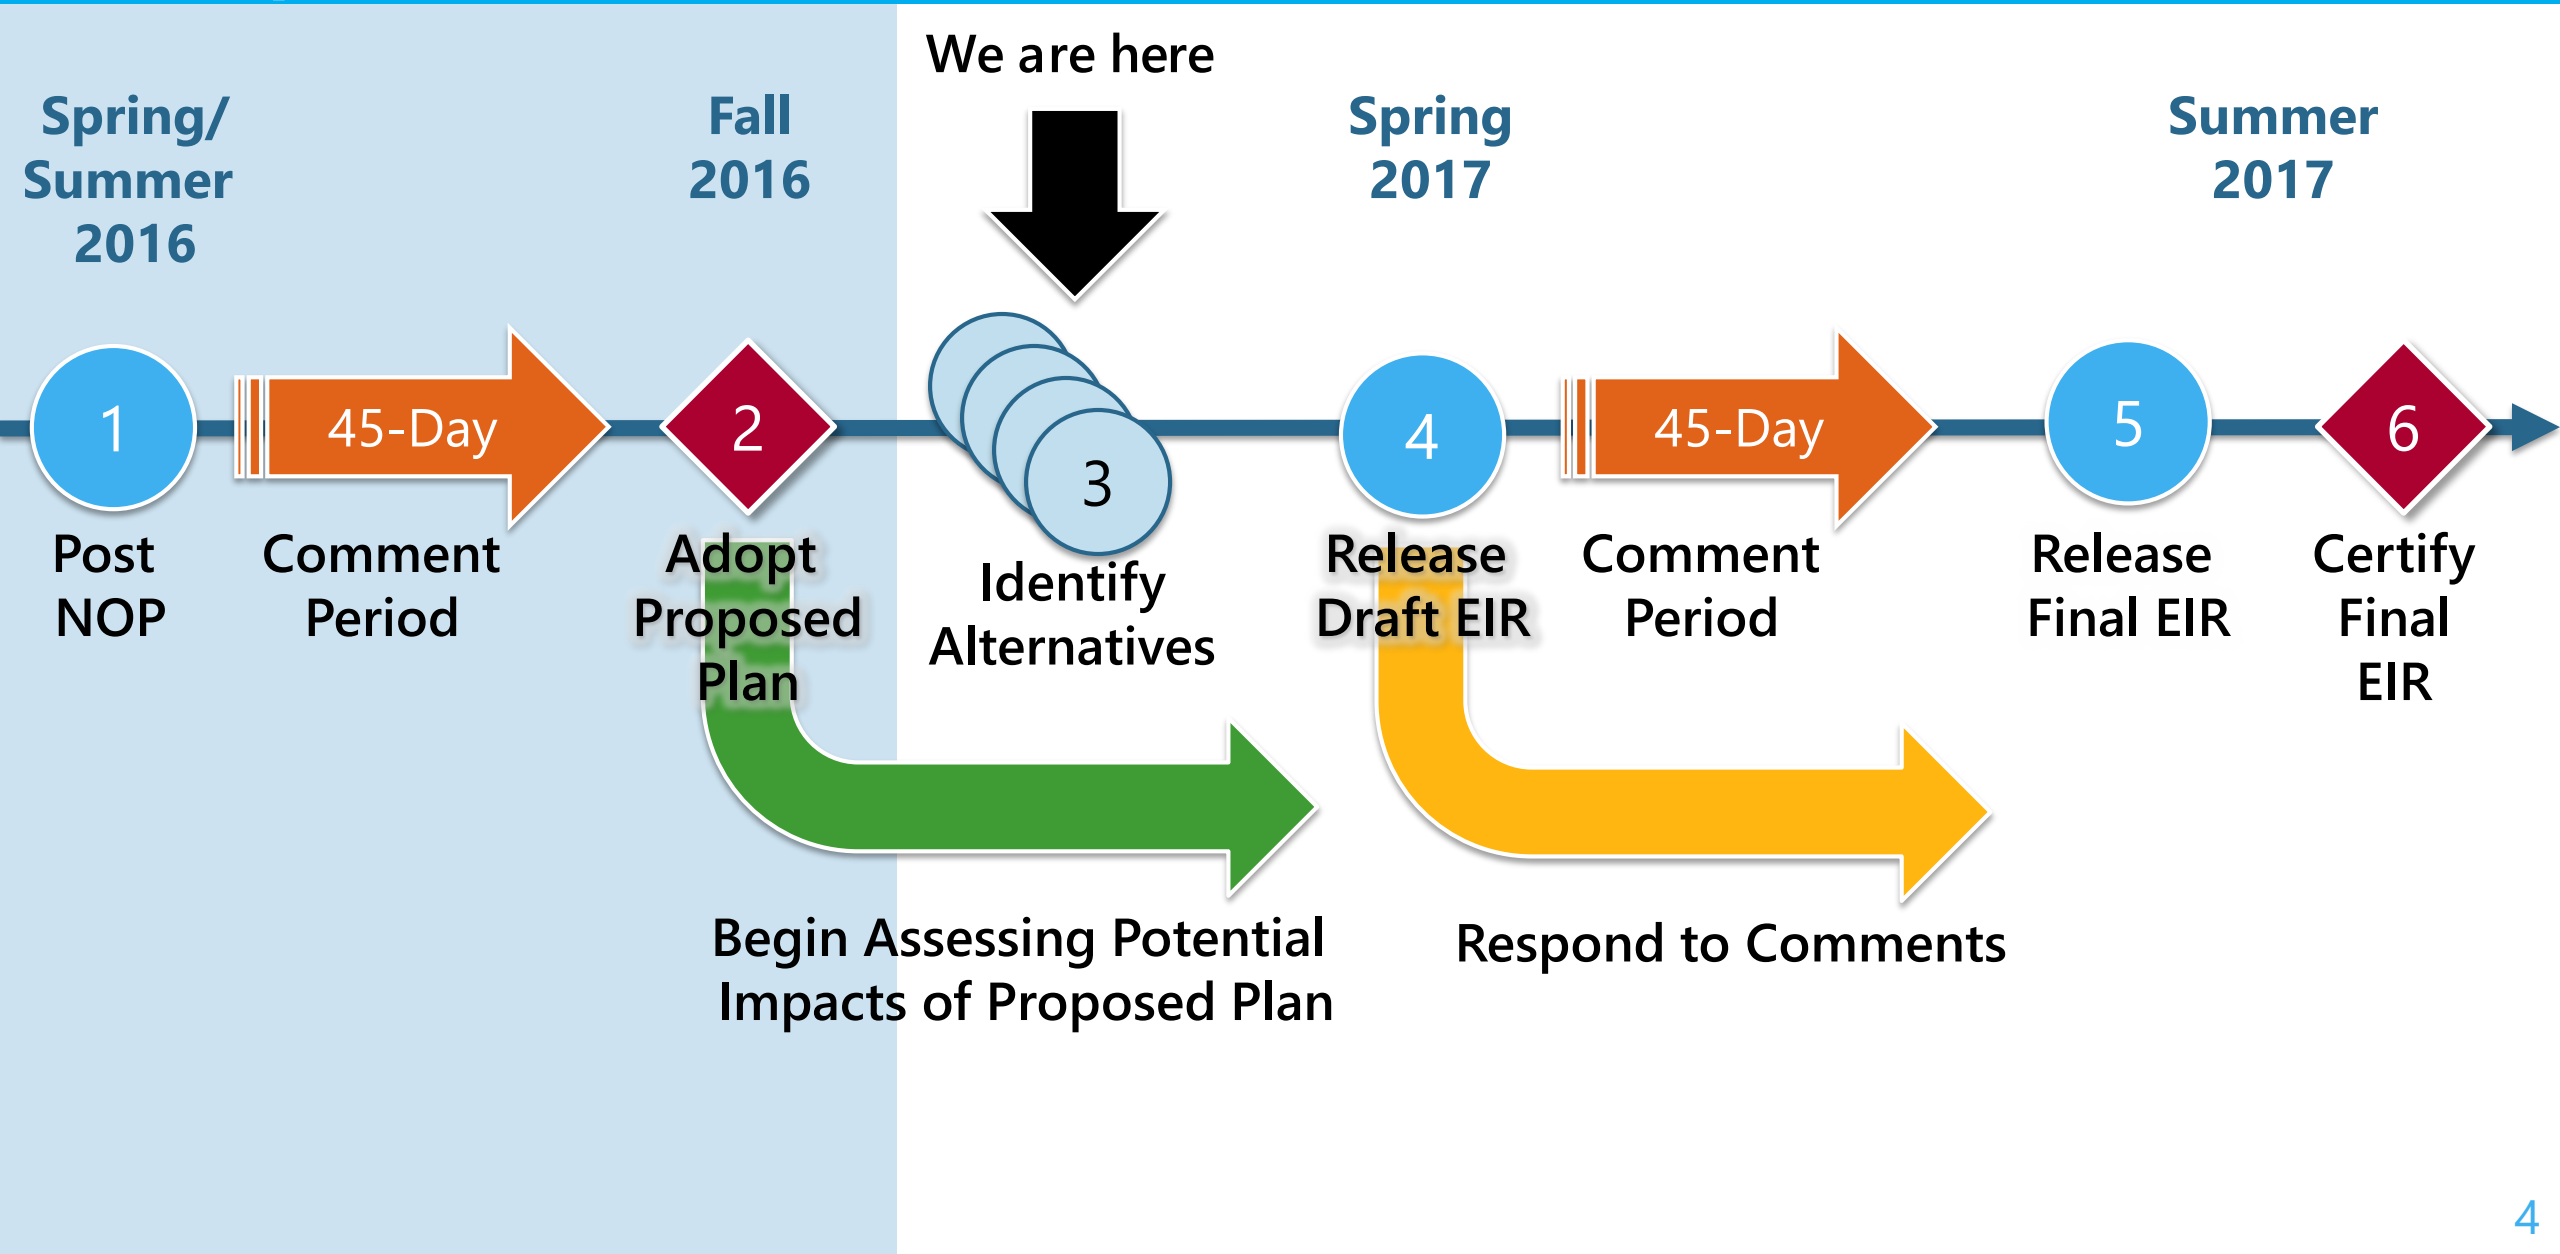 We are here
Spring/
Summer
2016
Fall
2016
Spring
2017
Summer
2017
1
45-Day
2
3
4
45-Day
5
6
Post
NOP
Comment
Period
Adopt
Proposed
Plan
Identify
Alternatives
Release
Draft EIR
Comment
Period
Release
Final EIR
Certify
Final
EIR
Begin Assessing Potential
Impacts of Proposed Plan
Respond to Comments
4